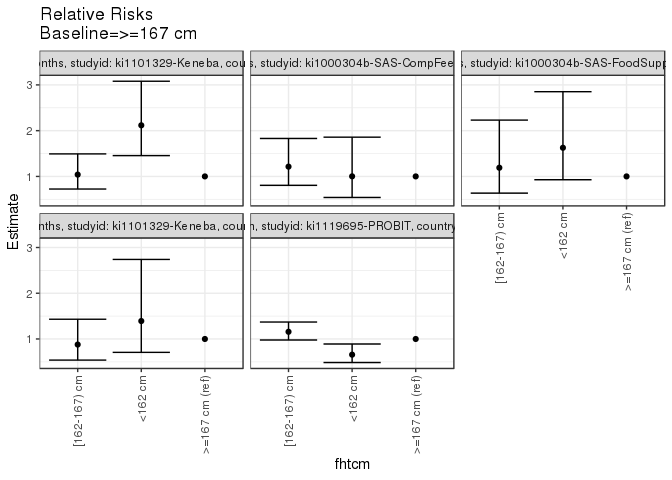 Relative Risks
Baseline=>=167 cm
nths, studyid: ki1101329-Keneba, cou
s, studyid: ki1000304b-SAS-CompFee
s, studyid: ki1000304b-SAS-FoodSupp
3
2
1
Estimate
nths, studyid: ki1101329-Keneba, cou
n, studyid: ki1119695-PROBIT, country
3
2
1
[162-167) cm
<162 cm
>=167 cm (ref)
[162-167) cm
<162 cm
>=167 cm (ref)
[162-167) cm
<162 cm
>=167 cm (ref)
fhtcm